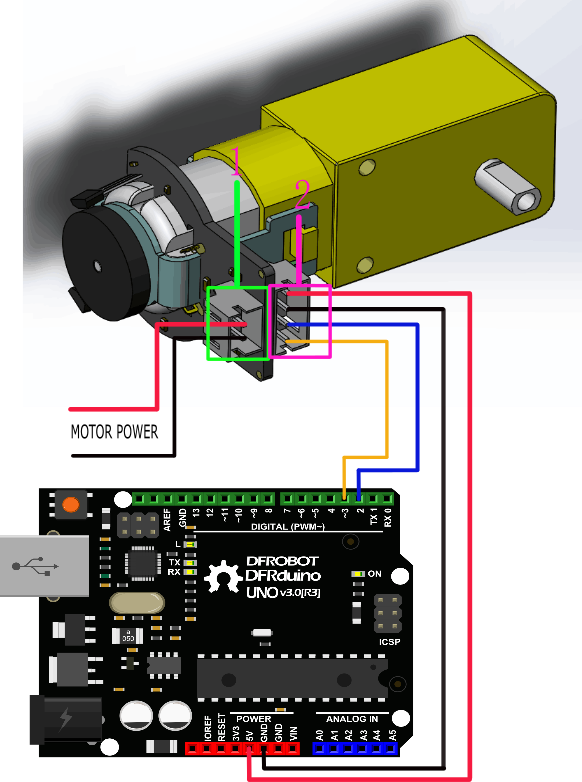 1
2
MOTOR POWER
AREF
GND
13
12
~11
~10
~9
8
7
~6
~5
4
~3
2
TX 1
RX 0
DIGITAL (PWM~)
L
TX
RX
DFROBOT
DFRduino
UNO v3.0[R3]
ON
ICSP
050
POWER
ANALOG IN
IOREF
RESET
3V3
5V
GND
GND
VIN
A0
A1
A2
A3
A4
A5